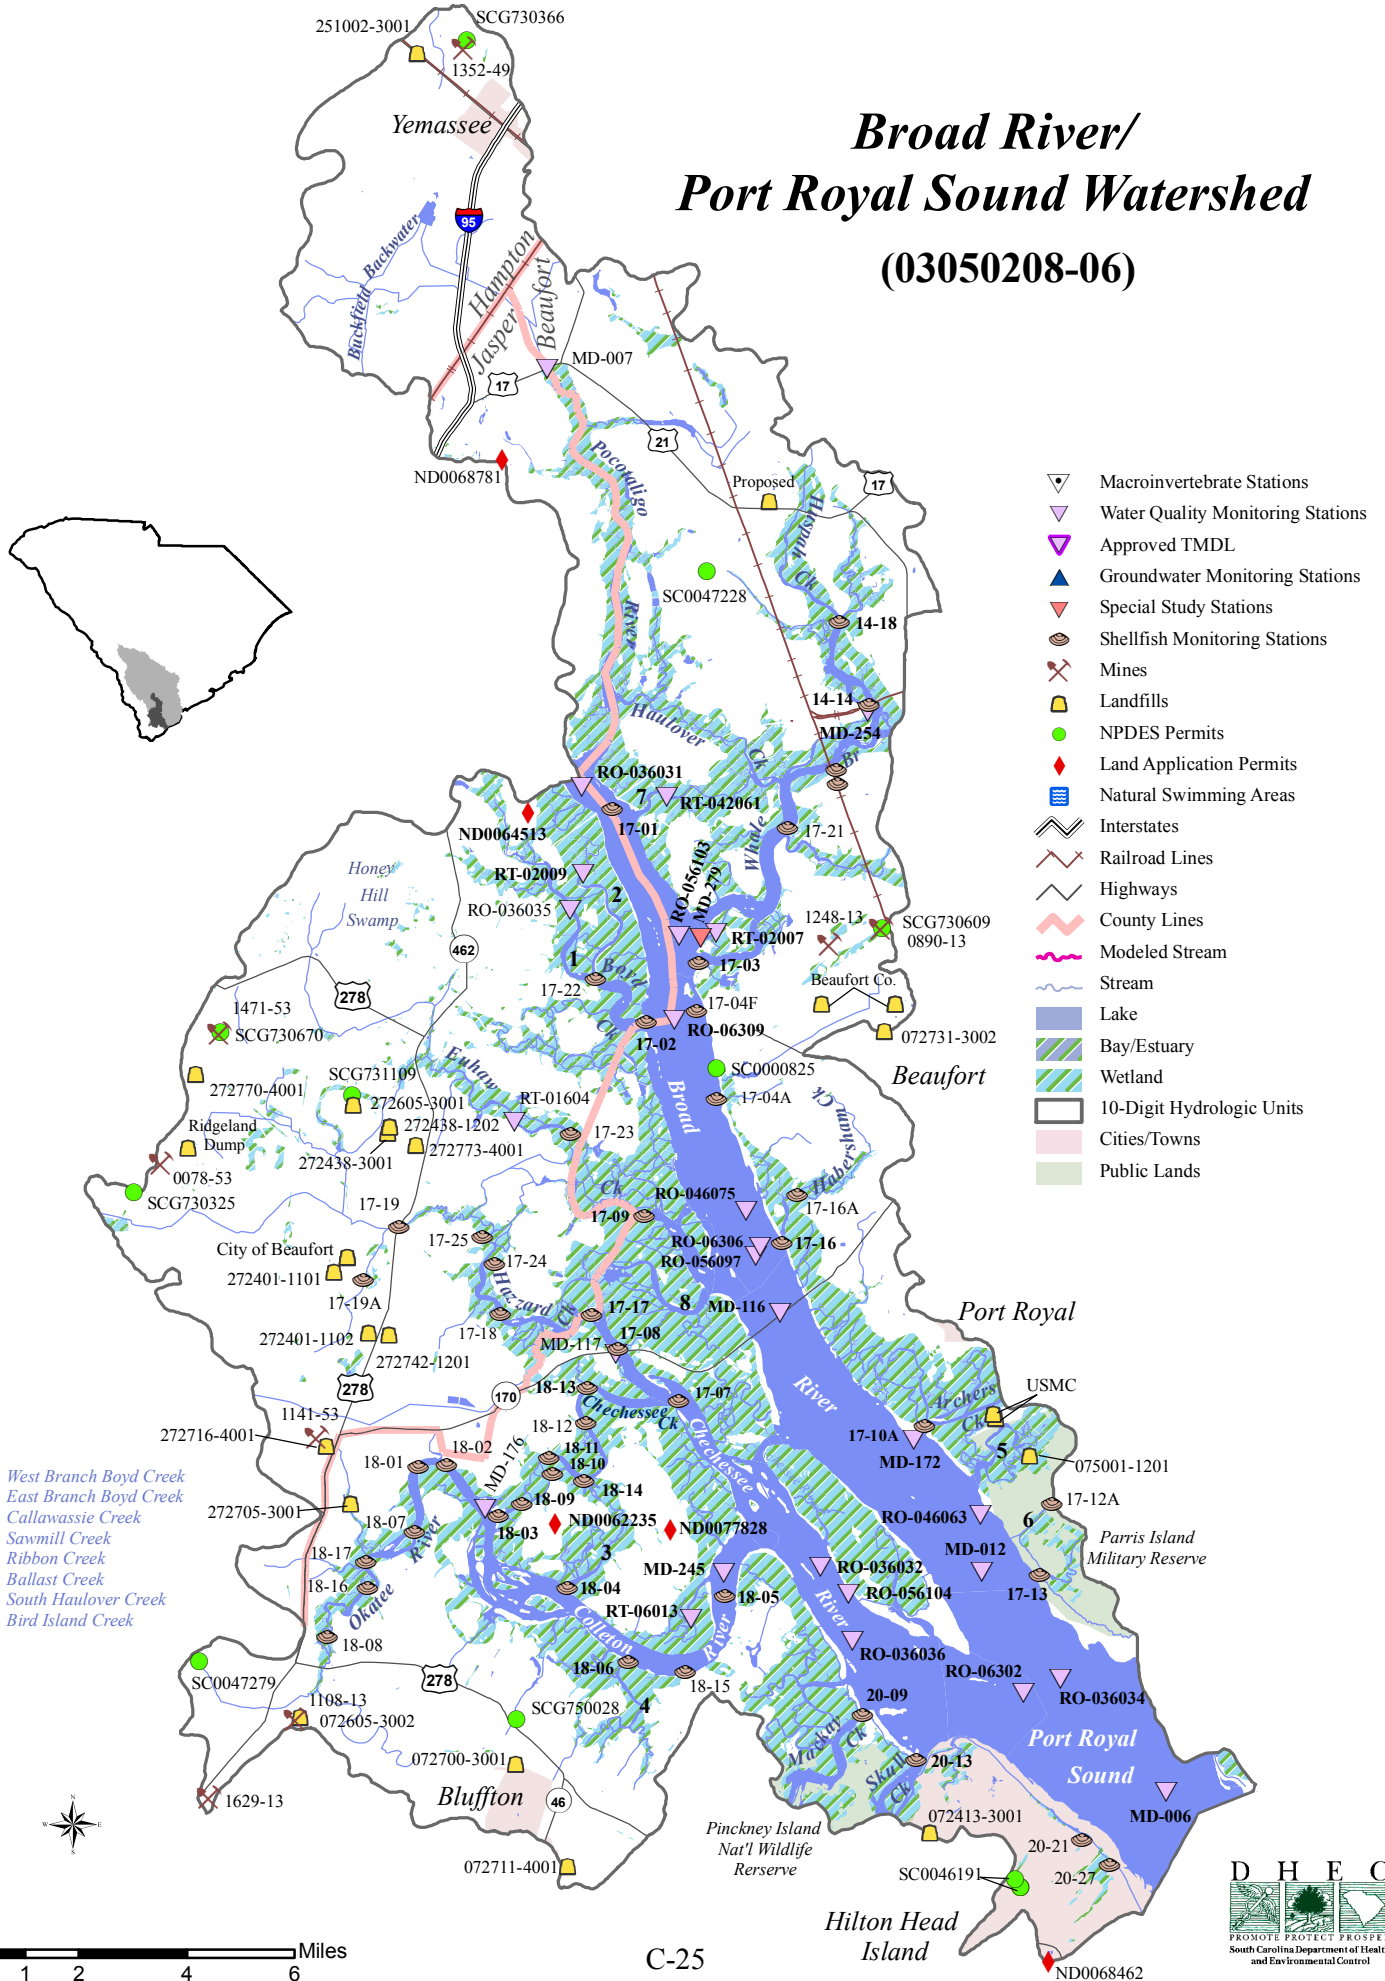 Broad River/
Port Royal Sound Watershed
(03050208-06)
251002-3001
SCG730366
1352-49
Yemassee
95
Buckfield Backwater
Hampton
Jasper
Beaufort
MD-007
17
21
ND0068781
Pocotaligo
River
Proposed
17
Huspah
Ck
SC0047228
14-18
14-14
MD-254
Haulover
Ck
Br
RO-036031
7
RT-042061
17-01
ND0064513
17-21
Whale
RT-02009
RO-056103
MD-279
2
RO-036035
Honey
Hill
Swamp
462
1248-13
SCG730609
0890-13
RT-02007
17-03
1
Boyd
Ck
17-22
Beaufort Co.
278
17-04F
1471-53
SCG730670
RO-06309
17-02
072731-3002
Euhaw
Ck
SCG731109
SC0000825
Beaufort
272770-4001
272605-3001
RT-01604
Broad
17-04A
Habersham Ck
Ridgeland
Dump
272438-1202
272438-3001
272773-4001
17-23
0078-53
SCG730325
17-19
RO-046075
17-16A
17-09
17-25
RO-06306
17-16
RO-056097
City of Beaufort
272401-1101
17-24
17-19A
Hazzard
Ck
8
MD-116
17-17
17-18
17-08
MD-117
Port Royal
272401-1102
272742-1201
278
170
18-13
17-07
River
USMC
Archers
Ck
Chechessee
Ck
1141-53
272716-4001
18-12
17-10A
MD-172
5
075001-1201
18-02
18-01
MD-176
18-11
18-10
18-14
Chechessee
17-12A
272705-3001
18-09
ND0062235
ND0077828
RO-046063
6
18-07
18-03
Parris Island
Military Reserve
River
3
MD-012
18-17
MD-245
RO-036032
18-16
18-04
18-05
RO-056104
17-13
Okatee
RT-06013
River
18-08
Colleton
River
RO-036036
18-06
RO-06302
RO-036034
SC0047279
278
18-15
20-09
4
1108-13
072605-3002
SCG750028
Mackay
Ck
Port Royal
Sound
20-13
Skull
Ck
072700-3001
MD-006
1629-13
Bluffton
46
072413-3001
Pinckney Island
Nat'l Wildlife
Rerserve
20-21
072711-4001
SC0046191
20-27
Hilton Head
Island
ND0068462
West Branch Boyd Creek
East Branch Boyd Creek
Callawassie Creek
Sawmill Creek
Ribbon Creek
Ballast Creek
South Haulover Creek
Bird Island Creek
Macroinvertebrate Stations
Water Quality Monitoring Stations
Approved TMDL
Groundwater Monitoring Stations
Special Study Stations
Shellfish Monitoring Stations
Mines
Landfills
NPDES Permits
Land Application Permits
Natural Swimming Areas
Interstates
Railroad Lines
Highways
County Lines
Modeled Stream
Stream
Lake
Bay/Estuary
Wetland
10-Digit Hydrologic Units
Cities/Towns
Public Lands
N
W E
S
Miles
1 2 4 6
C-25
D H E C
PROMOTE PROTECT PROSPE
South Carolina Department of Healt
and Environmental Control